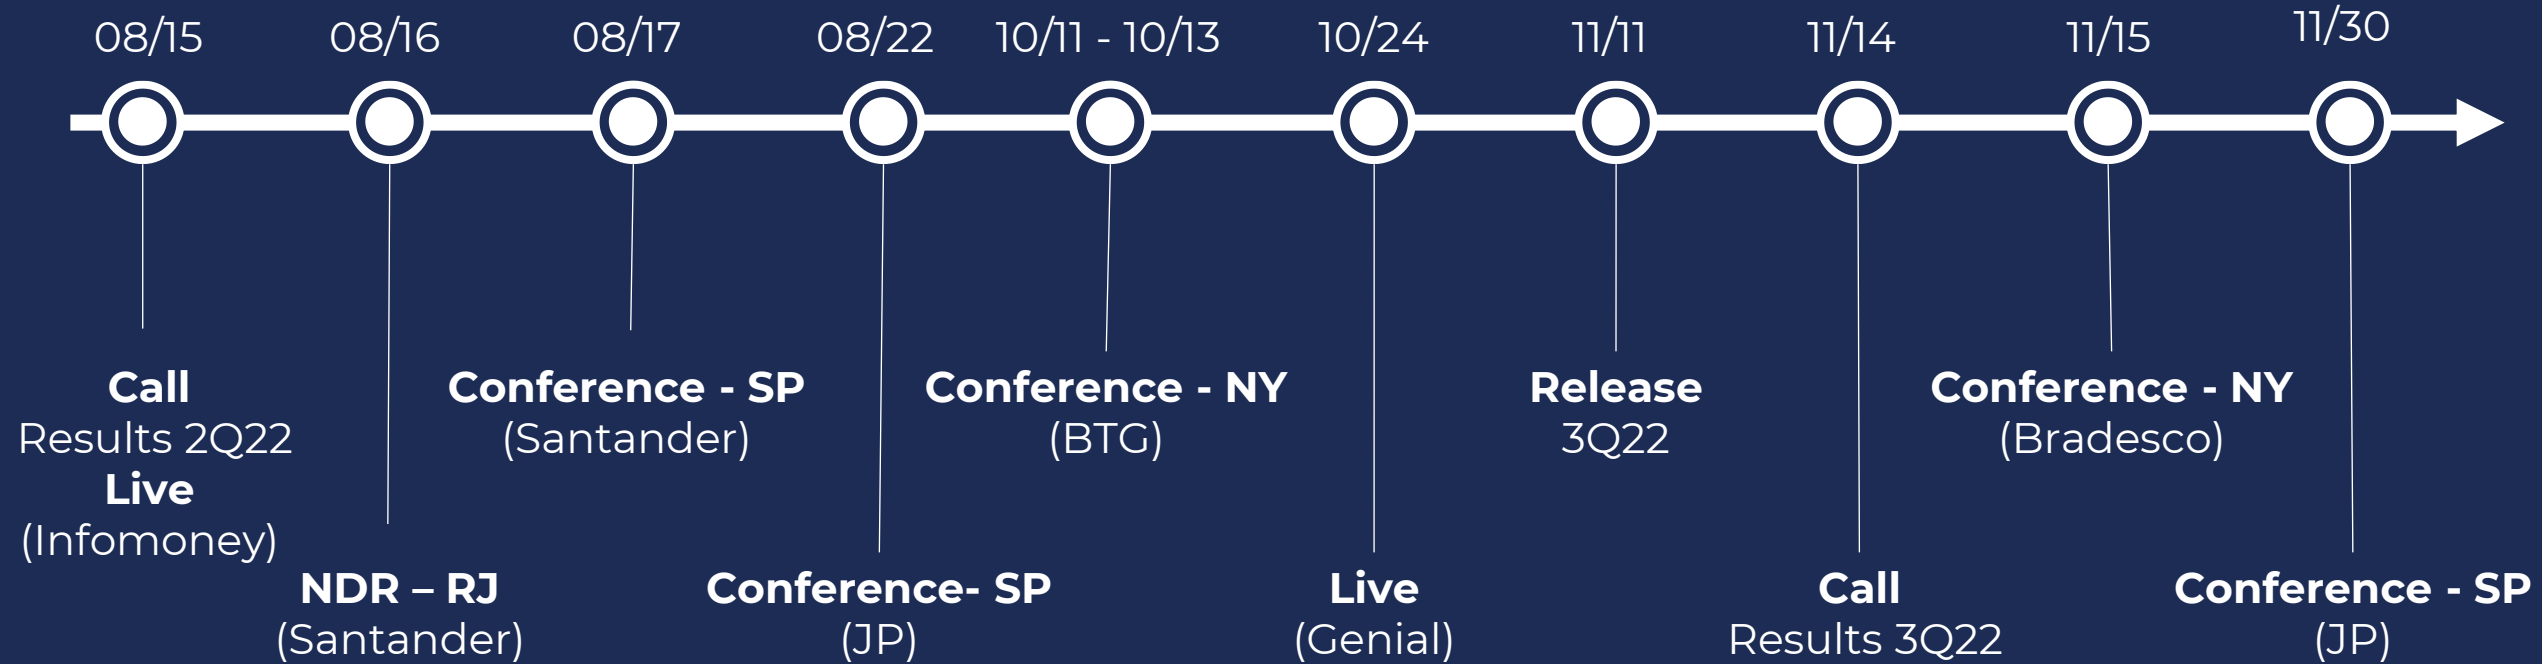 08/15
08/16
08/17
08/22
10/11 - 10/13
10/24
11/11
11/14
11/15
11/30
Call
Results 2Q22
Live
(Infomoney)
NDR – RJ
(Santander)
Conference - SP
(Santander)
Conference- SP
(JP)
Conference - NY
(BTG)
Live
(Genial)
Release
3Q22
Call
Results 3Q22
Conference - NY
(Bradesco)
Conference - SP
(JP)